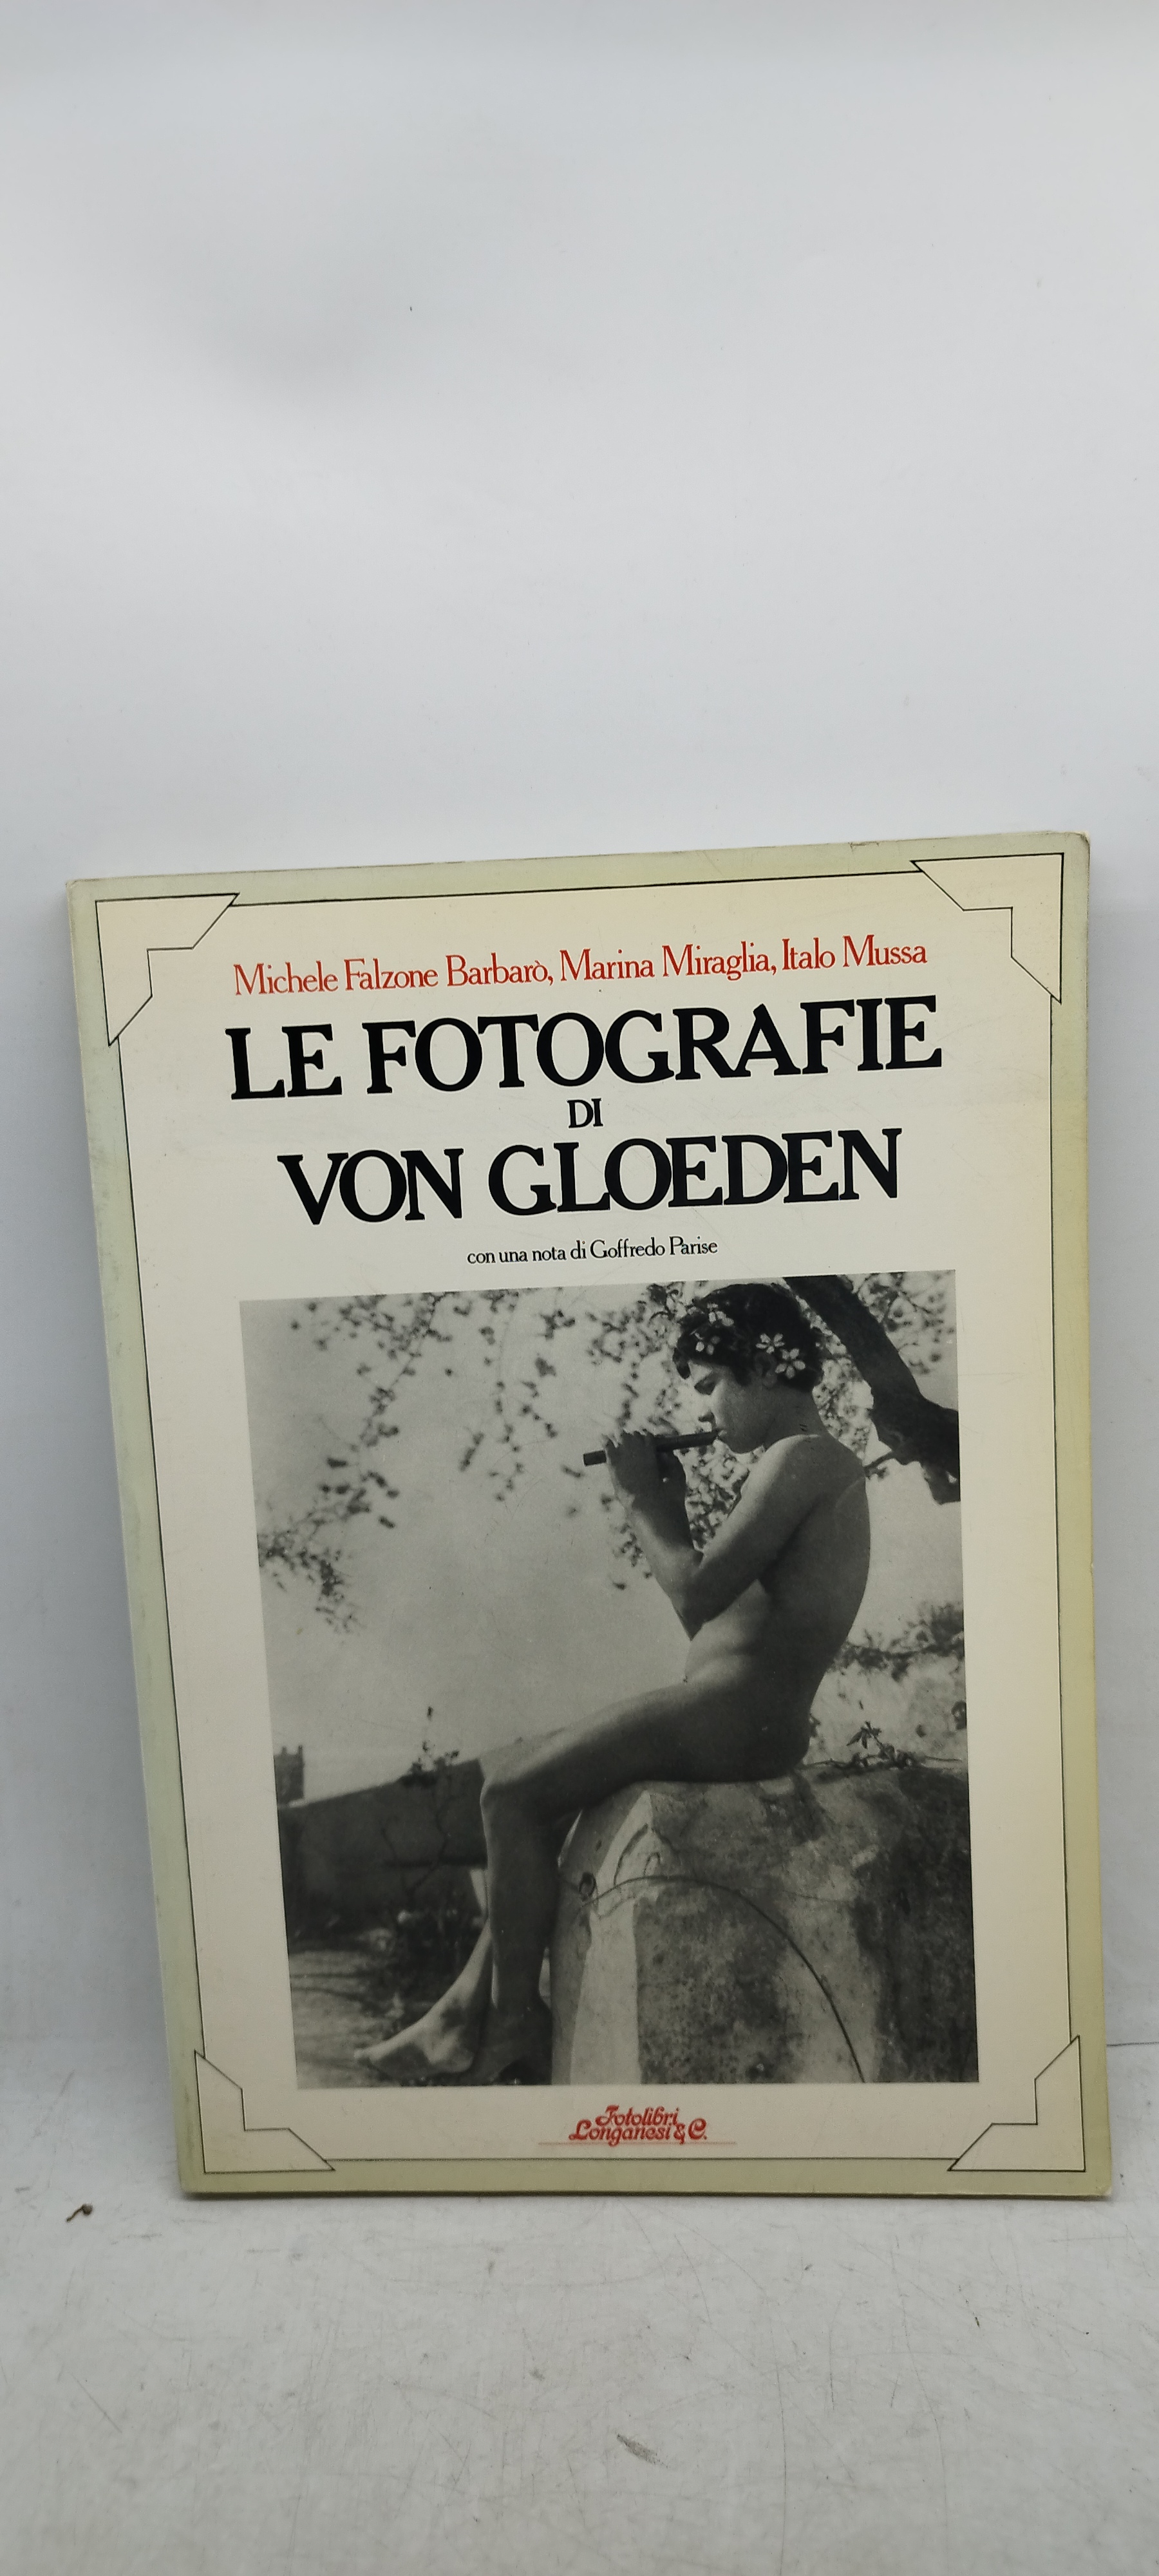 Michele Falzone Barbarò, Marina Miraglia, Italo Mussa
LE FOTOGRAFIE
DI
VON GLOEDEN
con una nota di Goffredo Parise
Fotolibri
Longanesi & C.